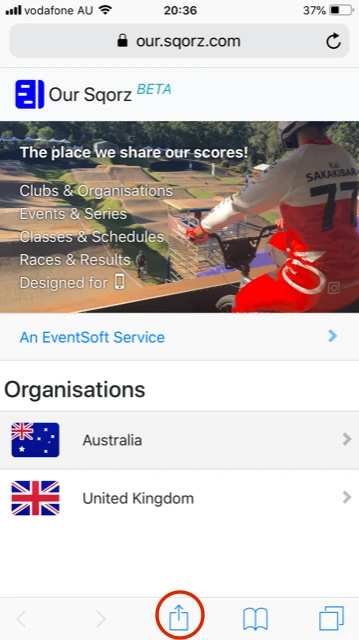 vodafone AU 20:36 37%
our.sqorz.com
Our Sqorz BETA
The place we share our scores!
Kai
SAKAKIBAR
77
Clubs & Organisations
Events & Series
Classes & Schedules
Races & Results
Designed for
An EventSoft Service
Organisations
Australia
United Kingdom